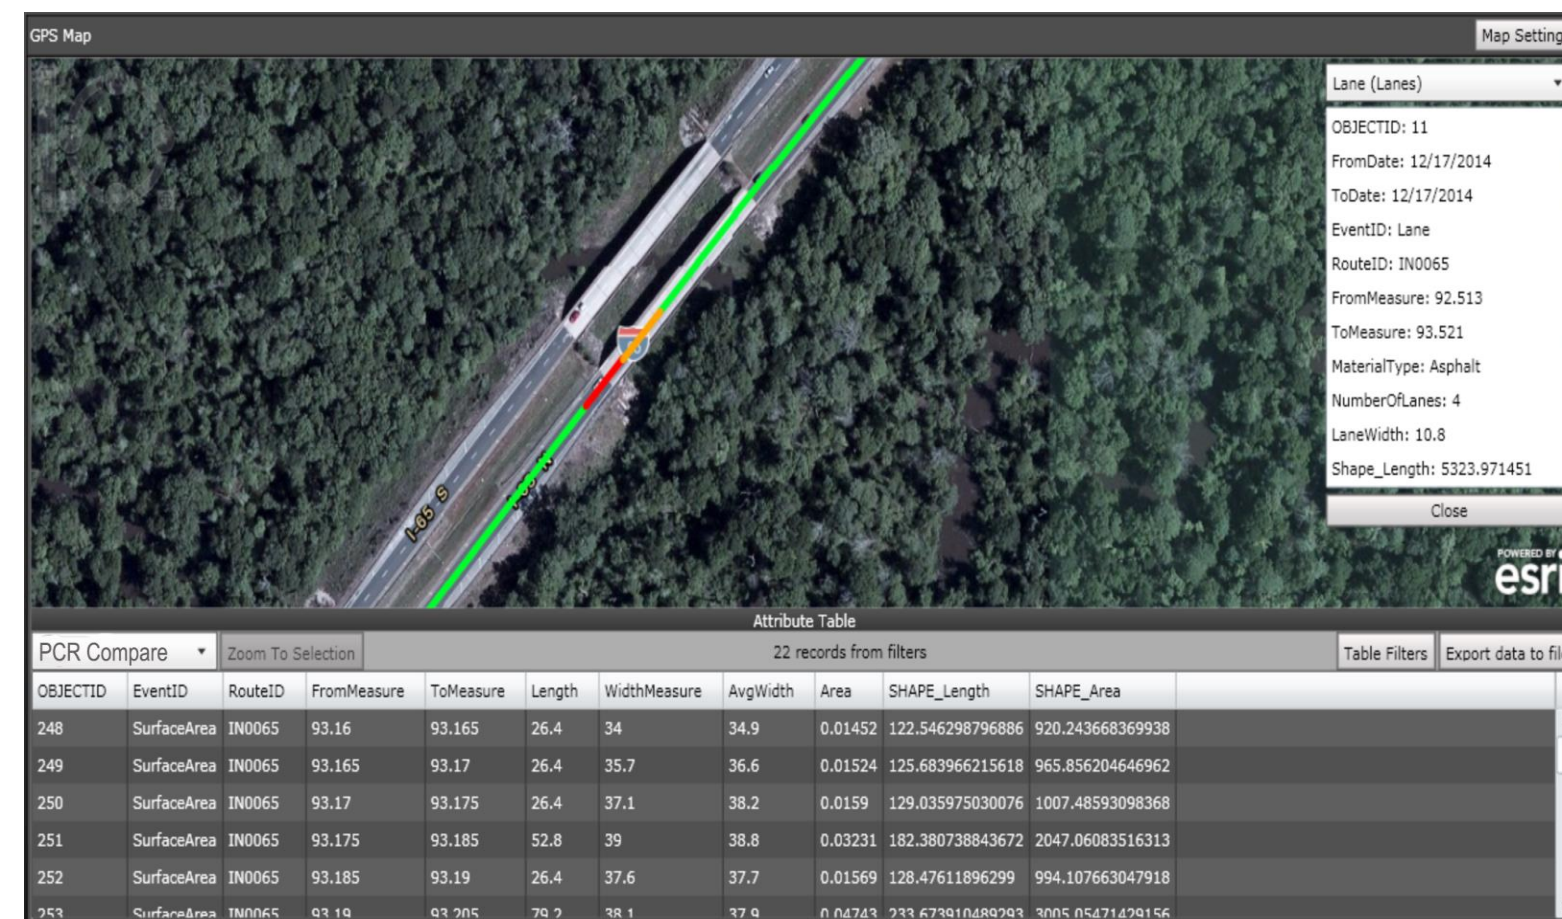 GPS Map
Map Setting
Lane (Lanes)
OBJECTID: 11
FromDate: 12/17/2014
ToDate: 12/17/2014
EventID: Lane
RouteID: IN0065
FromMeasure: 92.513
ToMeasure: 93.521
MaterialType: Asphalt
NumberOfLanes: 4
LaneWidth: 10.8
Shape_Length: 5323.971451
Close
I-65 S
POWERED BY
esri
Attribute Table
PCR Compare Zoom To Selection 22 records from filters Table Filters Export data to fil
OBJECTID EventID RouteID FromMeasure ToMeasure Length WidthMeasure AvgWidth Area SHAPE_Length SHAPE_Area
248 SurfaceArea IN0065 93.16 93.165 26.4 34 34.9 0.01452 122.546298796886 920.243668369938
249 SurfaceArea IN0065 93.165 93.17 26.4 35.7 36.6 0.01524 125.683966215618 965.856204646962
250 SurfaceArea IN0065 93.17 93.175 26.4 37.1 38.2 0.0159 129.035975030076 1007.48593098368
251 SurfaceArea IN0065 93.175 93.185 52.8 39 38.8 0.03231 182.380738843672 2047.06083516313
252 SurfaceArea IN0065 93.185 93.19 26.4 37.6 37.7 0.01569 128.47611896299 994.107663047918
253 SurfaceArea IN0065 93.19 93.205 79.2 38.1 37.9 0.04743 233.673910489293 3005.05471429156